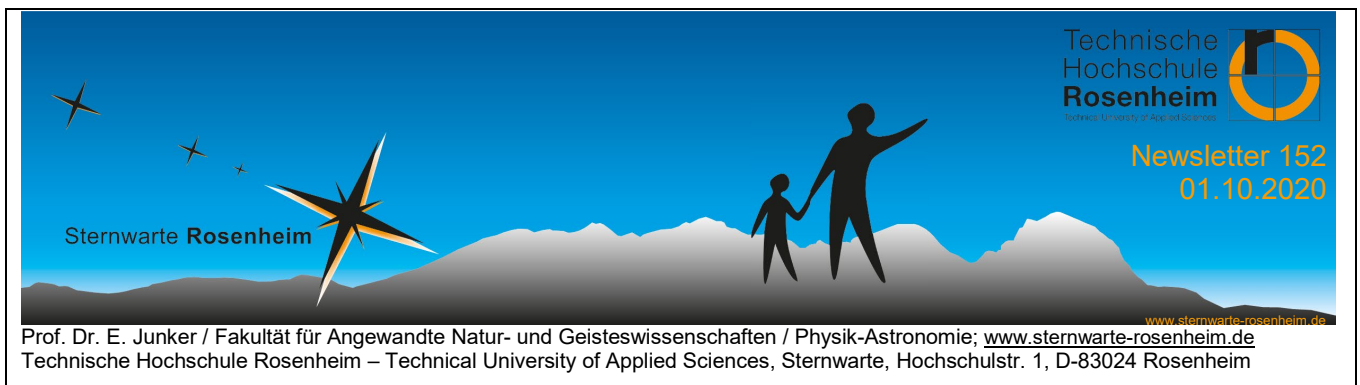 Technische
Hochschule
Rosenheim
Technical University of Applied Sciences
Newsletter 152
01.10.2020
Sternwarte Rosenheim
www.sternwarte-rosenheim.de
Prof. Dr. E. Junker / Fakultät für Angewandte Natur- und Geisteswissenschaften / Physik-Astronomie; www.sternwarte-rosenheim.de
Technische Hochschule Rosenheim – Technical University of Applied Sciences, Sternwarte, Hochschulstr. 1, D-83024 Rosenheim